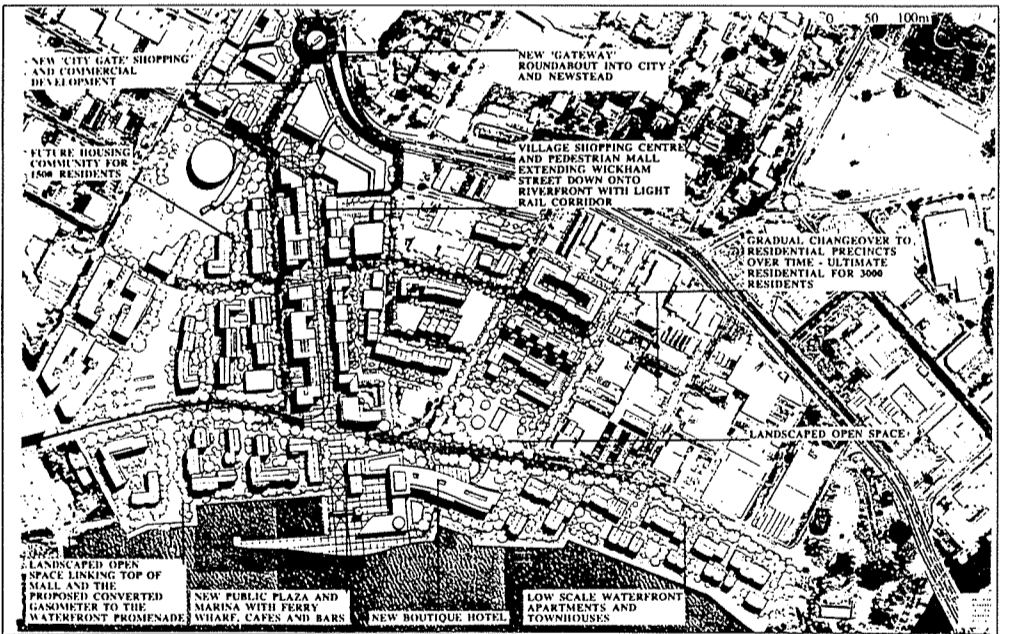 0 50 100m
NEW 'CITY GATE' SHOPPING
AND COMMERCIAL
DEVELOPMENT
NEW 'GATEWAY'
ROUNDABOUT INTO CITY
AND NEWSTEAD
FUTURE HOUSING
COMUNITY FOR
1500 RESIDENTS
VILLAGE SHOPPING CENTRE
AND PEDESTRIAN MALL
EXTENDING WICKHAM
STREET DOWN ONTO
RIVERFRONT WITH LIGHT
RAIL CORRIDOR
GRADUAL CHANGEOVER TO
RESIDENTIAL PRECINCTS
OVER TIME - ULTIMATE
RESIDENTIAL FOR 3000
RESIDENTS
LANDSCAPED OPEN SPACE
LANDSCAPED OPEN
SPACE LINKING TOP OF
MALL AND THE
PROPOSED CONVERTED
GASOMETER TO THE
WATERFRONT PROMENADE
NEW PUBLIC PLAZA AND
MARINA WITH FERRY
WHARF, CAFES AND BARS
NEW BOUTIQUE HOTEL
LOW SCALE WATERFRONT
APARTMENTS AND
TOWNHOUSES